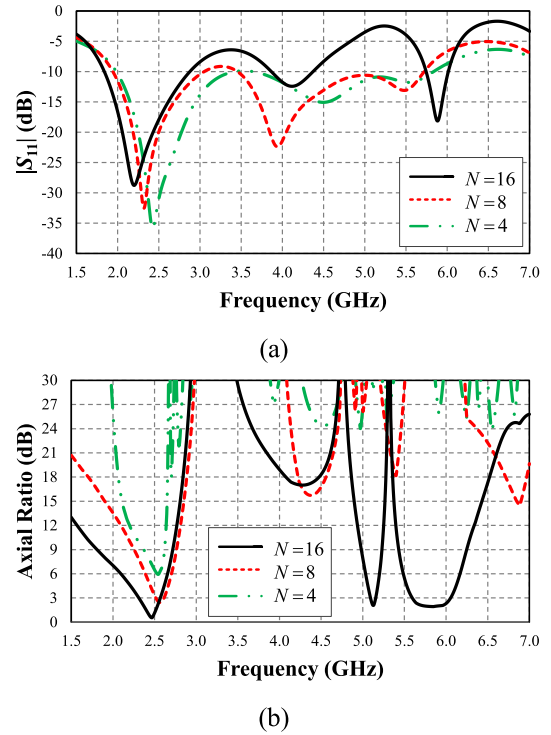 0
-5
-10
-15
-20
-25
-30
-35
-40
|S₁₁| (dB)
N=16
N=8
N=4
1.5 2.0 2.5 3.0 3.5 4.0 4.5 5.0 5.5 6.0 6.5 7.0
Frequency (GHz)
(a)
30
27
24
21
18
15
12
9
6
3
0
Axial Ratio (dB)
N=16
N=8
N=4
1.5 2.0 2.5 3.0 3.5 4.0 4.5 5.0 5.5 6.0 6.5 7.0
Frequency (GHz)
(b)